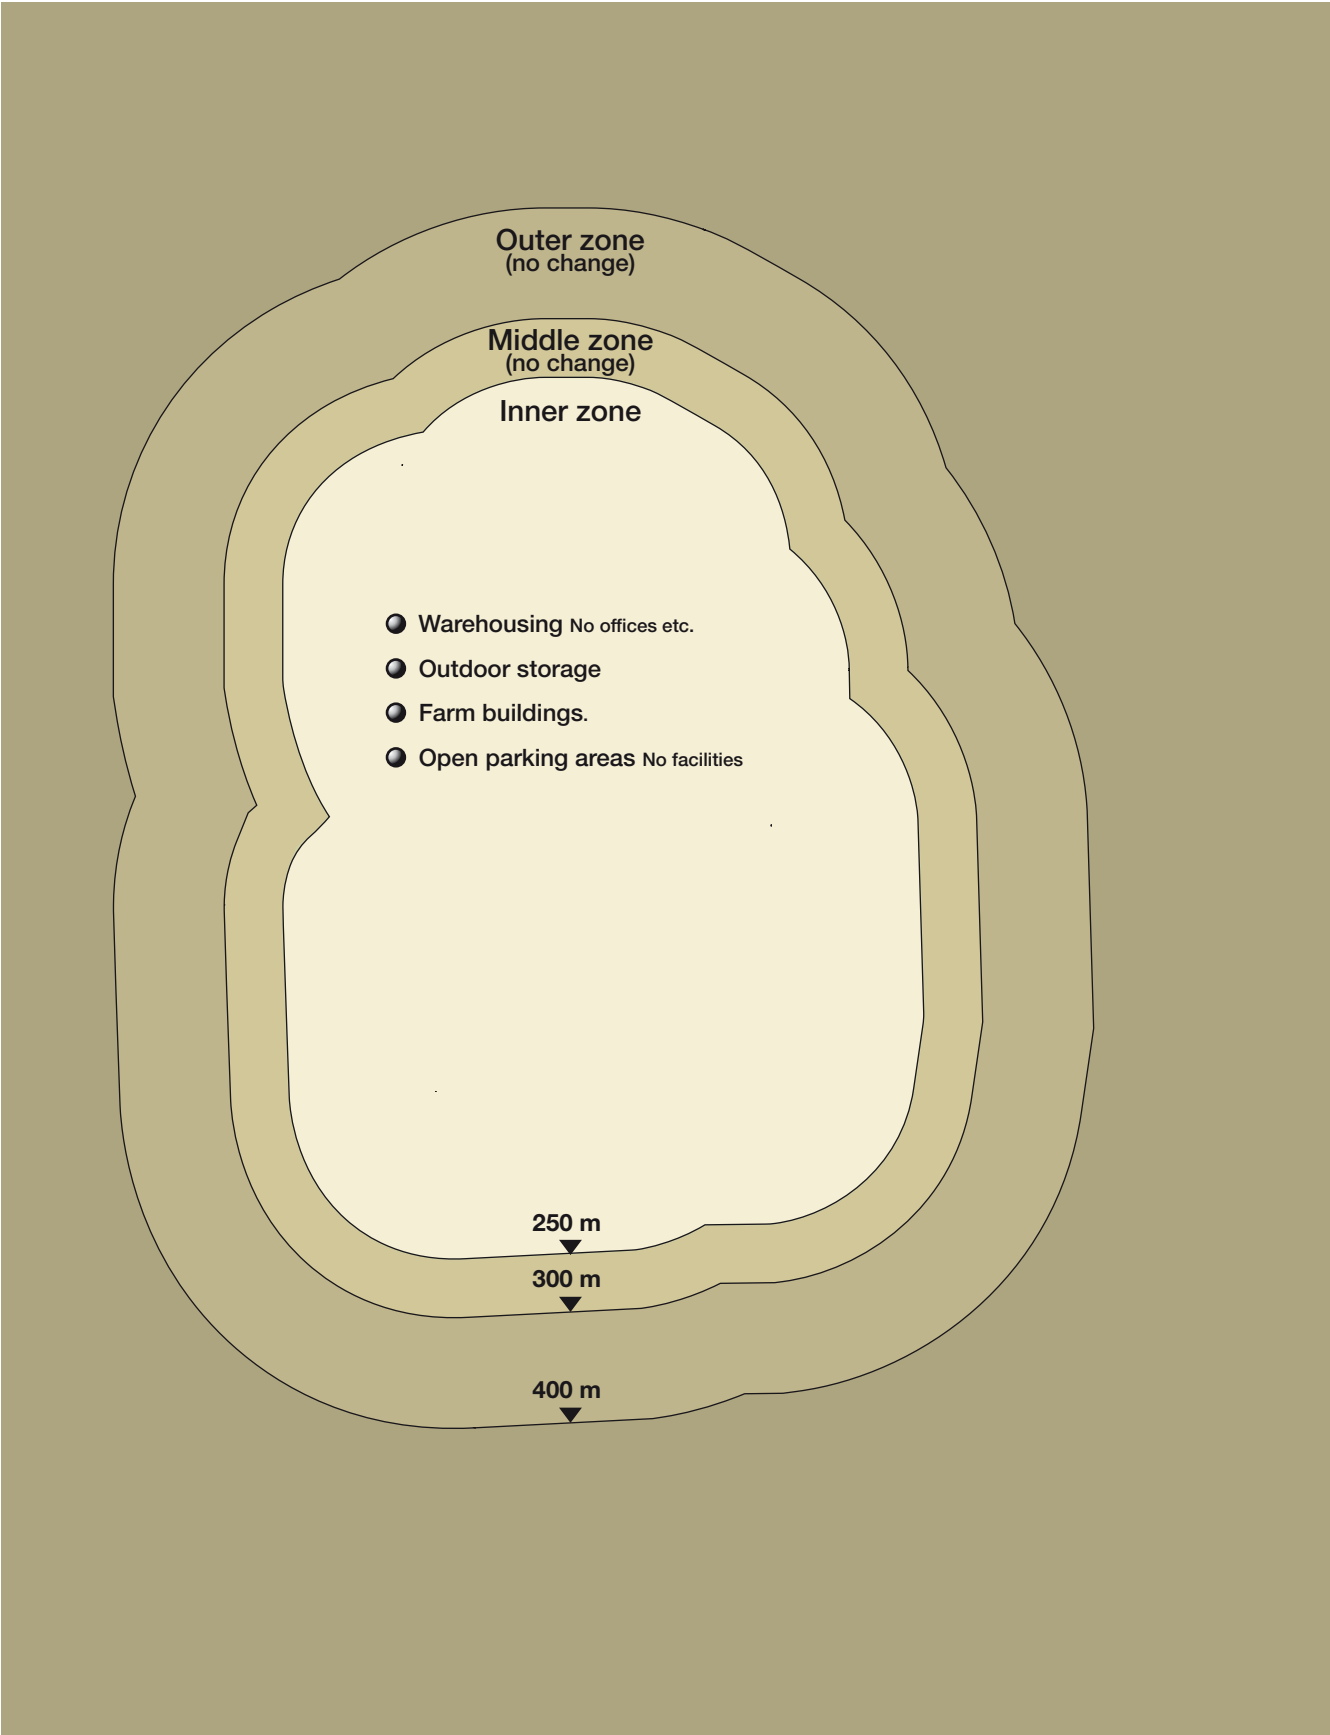 Outer zone
(no change)
Middle zone
(no change)
Inner zone
Warehousing No offices etc.
Outdoor storage
Farm buildings.
Open parking areas No facilities
250 m
300 m
400 m